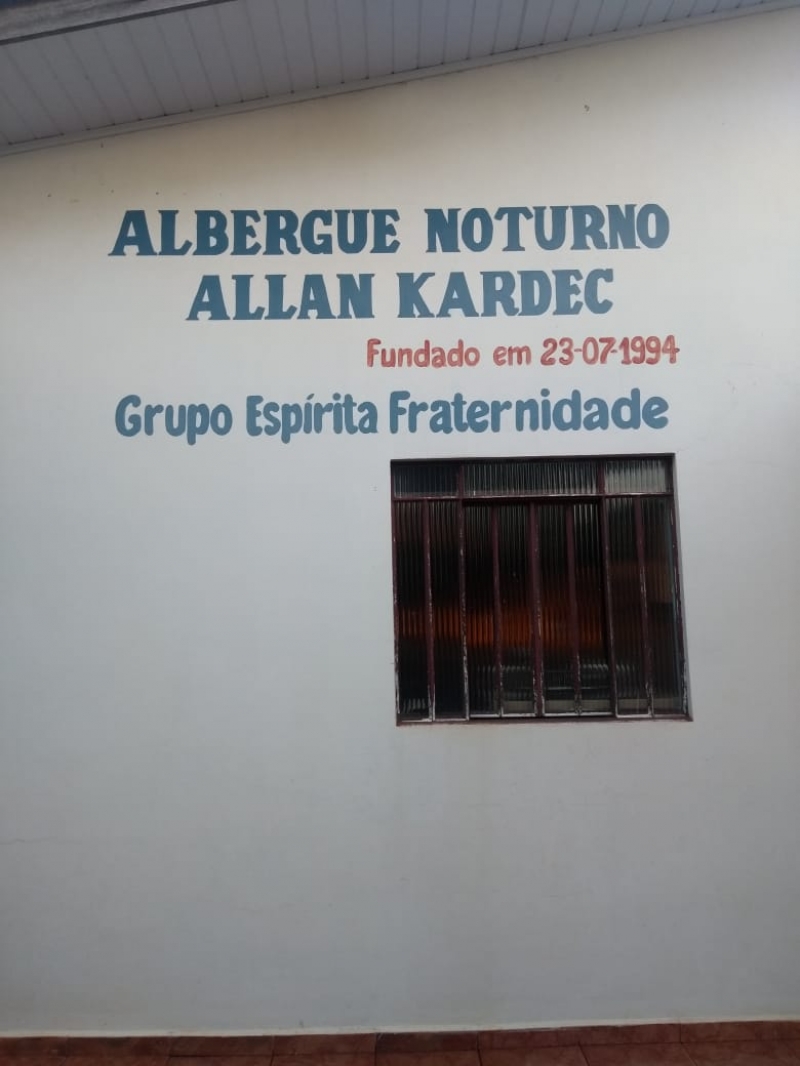 ALBERGUE NOTURNO
ALLAN KARDEC
Fundado em 23-07-1994
Grupo Espírita Fraternidade